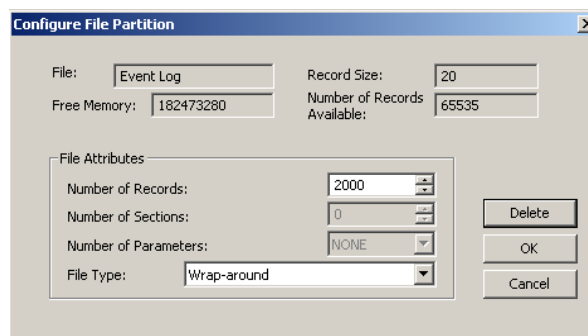 Configure File Partition
File: Event Log
Record Size: 20
Free Memory: 182473280
Number of Records
Available: 65535
File Attributes
Number of Records: 2000
Number of Sections: 0
Number of Parameters: NONE
File Type: Wrap-around
Delete
OK
Cancel